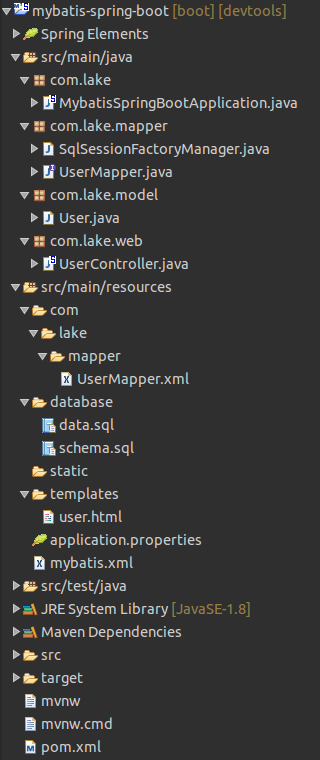 mybatis-spring-boot [boot] [devtools]
Spring Elements
src/main/java
com.lake
MybatisSpringBootApplication.java
com.lake.mapper
SqlSessionFactoryManager.java
UserMapper.java
com.lake.model
User.java
com.lake.web
UserController.java
src/main/resources
com
lake
mapper
UserMapper.xml
database
data.sql
schema.sql
static
templates
user.html
application.properties
mybatis.xml
src/test/java
JRE System Library [JavaSE-1.8]
Maven Dependencies
src
target
mvnw
mvnw.cmd
pom.xml